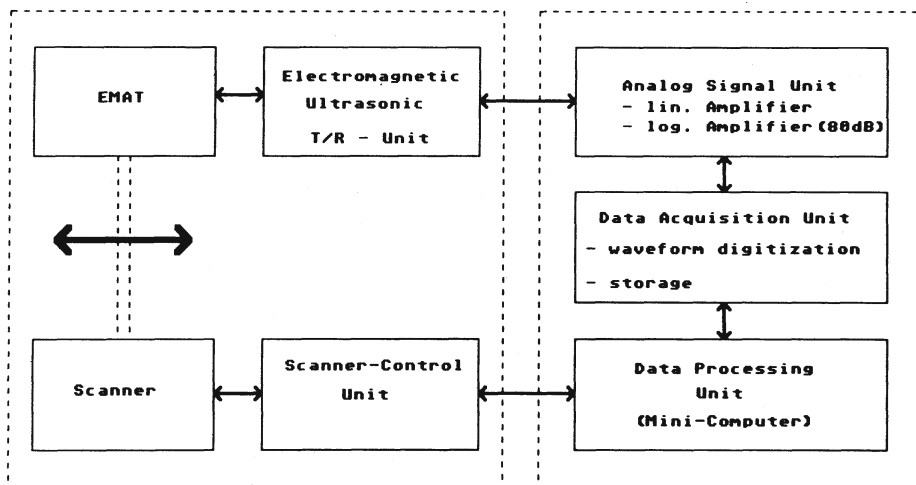 EMAT
Electromagnetic
Ultrasonic
T/R - Unit
Analog Signal Unit
- lin. Amplifier
- log. Amplifier(80dB)
Data Acquisition Unit
- waveform digitization
- storage
Scanner
Scanner-Control
Unit
Data Processing
Unit
(Mini-Computer)